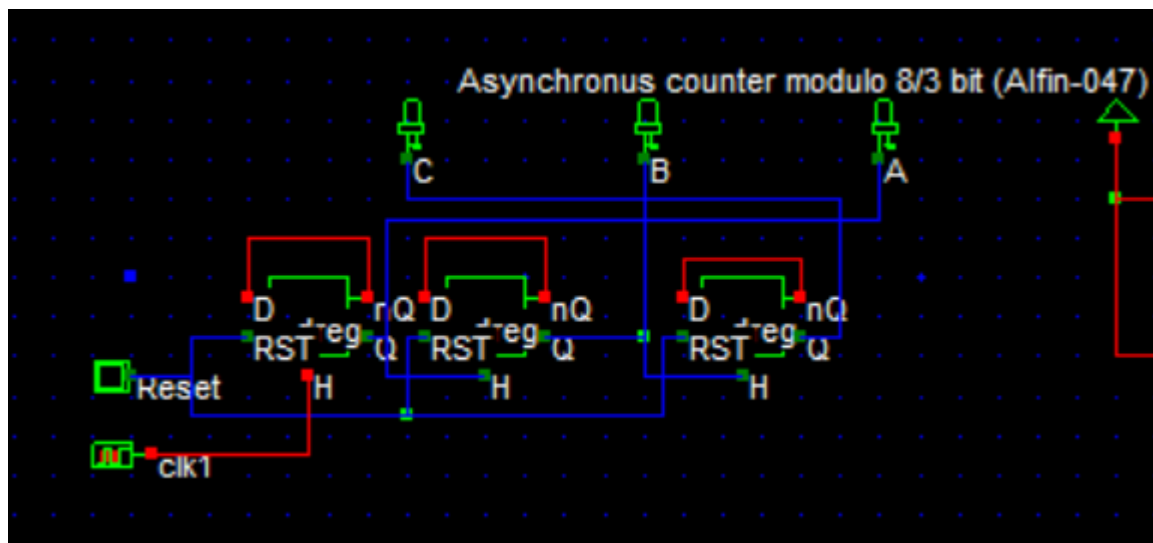 Asynchronus counter modulo 8/3 bit (Alfin-047)
C B A
D nQ D nQ D nQ
RST Q RST Q RST Q
Reset H H H
clk1